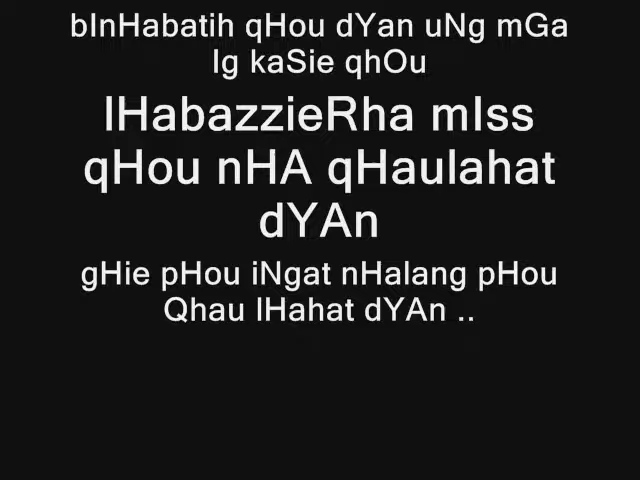 bInHabatih qHou dYan uNg mGa
Ig kaSie qhOu
lHabazzieRha mIss
qHou nHA qHaulahat
dYAn
gHie pHou iNgat nHalang pHou
Qhau lHahat dYAn ..